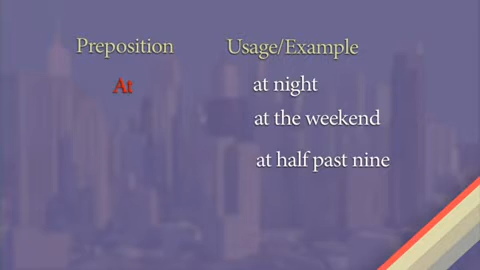 Preposition Usage/Example
At at night
at the weekend
at half past nine